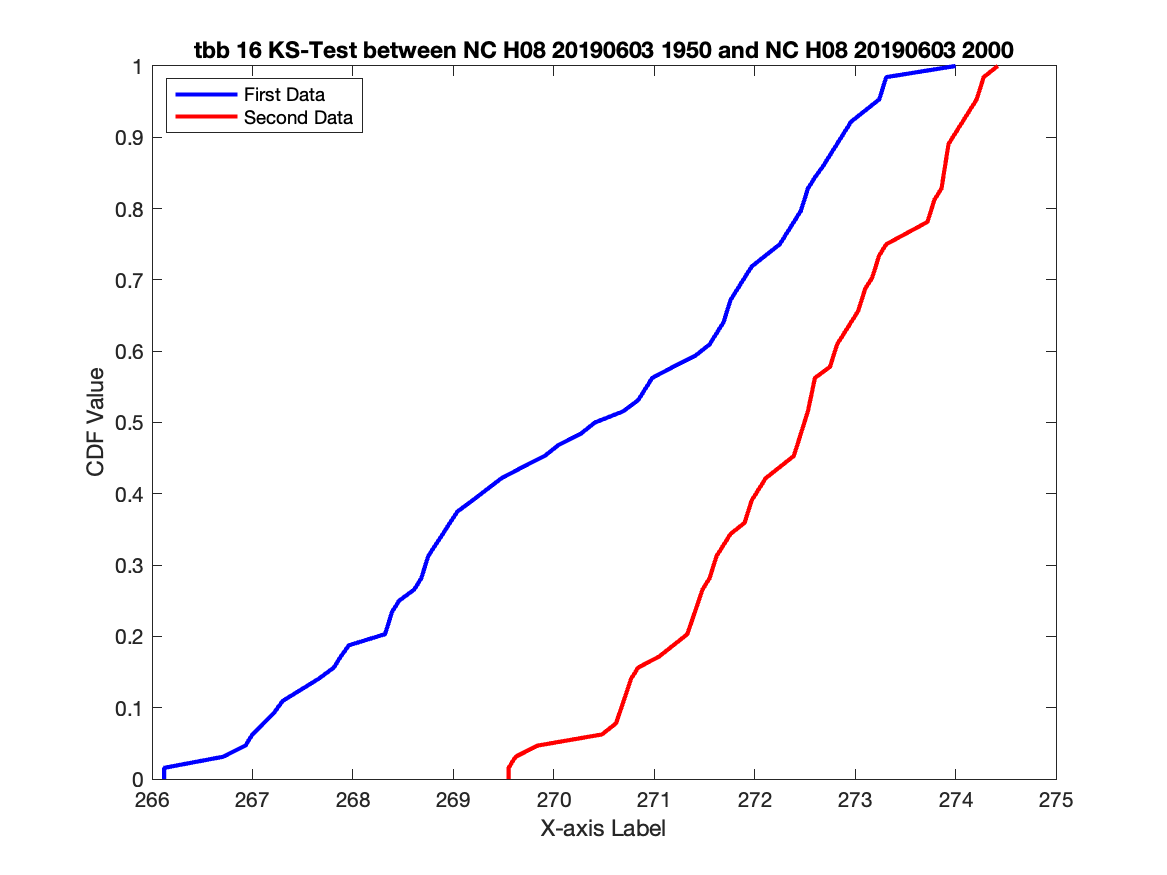 tbb 16 KS-Test between NC H08 20190603 1950 and NC H08 20190603 2000
First Data
Second Data
1
0.9
0.8
0.7
0.6
0.5
0.4
0.3
0.2
0.1
0
CDF Value
266 267 268 269 270 271 272 273 274 275
X-axis Label